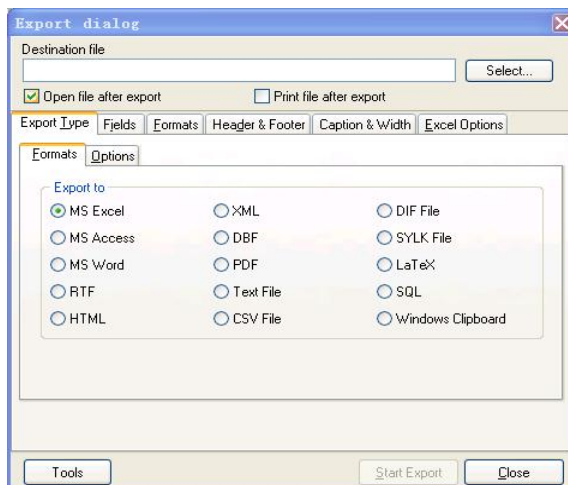 Export dialog
Destination file
Select...
Open file after export Print file after export
Export Type Fields Formats Header & Footer Caption & Width Excel Options
Formats Options
Export to
MS Excel XML DIF File
MS Access DBF SYLK File
MS Word PDF LaTeX
RTF Text File SQL
HTML CSV File Windows Clipboard
Tools Start Export Close